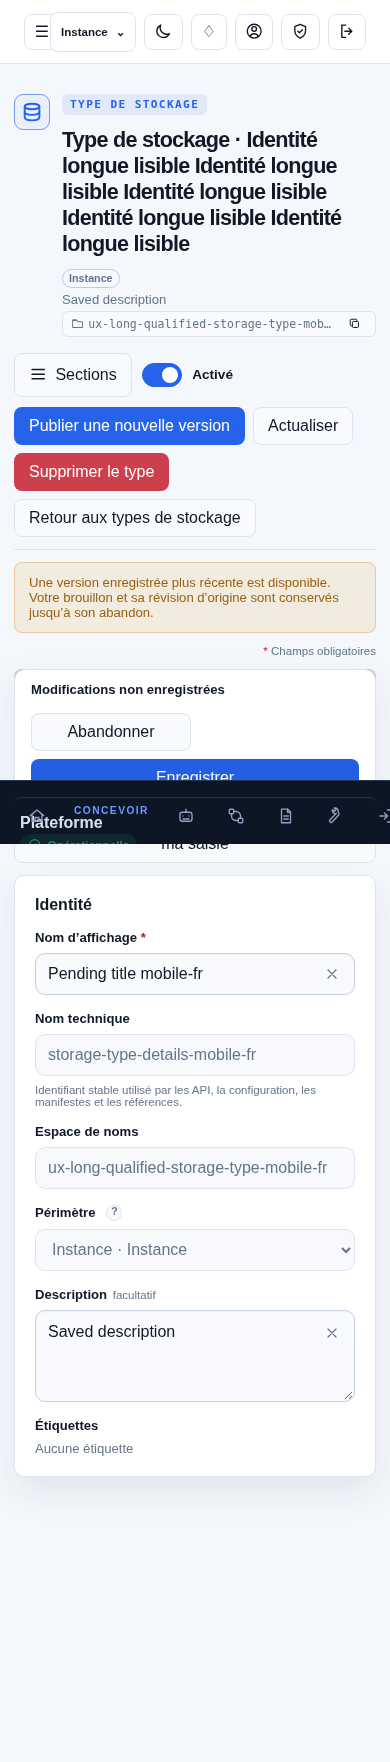 Instance
TYPE DE STOCKAGE
Type de stockage · Identité
longue lisible Identité longue
lisible Identité longue lisible
Identité longue lisible Identité
longue lisible
Instance
Saved description
ux-long-qualified-storage-type-mob…
Sections
Activé
Publier une nouvelle version
Actualiser
Supprimer le type
Retour aux types de stockage
Une version enregistrée plus récente est disponible.
Votre brouillon et sa révision d’origine sont conservés
jusqu’à son abandon.
* Champs obligatoires
Modifications non enregistrées
Abandonner
Enregistrer
CONCEVOIR
Plateforme
Opérationnelle
ma saisie
Identité
Nom d’affichage *
Pending title mobile-fr
Nom technique
storage-type-details-mobile-fr
Identifiant stable utilisé par les API, la configuration, les
manifestes et les références.
Espace de noms
ux-long-qualified-storage-type-mobile-fr
Périmètre ?
Instance · Instance
Description facultatif
Saved description
Étiquettes
Aucune étiquette